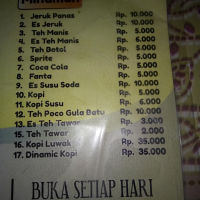 Minuman
1. Jeruk Panas Rp. 10.000
2. Es Jeruk Rp. 10.000
3. Teh Manis Rp. 5.000
4. Es Teh Manis Rp. 6.000
5. Teh Botol Rp. 5.000
6. Sprite Rp. 5.000
7. Coca Cola Rp. 5.000
8. Fanta Rp. 5.000
9. Es Susu Soda Rp. 10.000
10. Kopi Rp. 5.000
11. Kopi Susu Rp. 6.000
12. Teh Poco Gula Batu Rp. 10.000
13. Es Teh Tawar Rp. 3.000
15. Teh Tawar Rp. 2.000
16. Kopi Luwak Rp. 35.000
17. Dinamic Kopi Rp. 35.000
BUKA SETIAP HARI